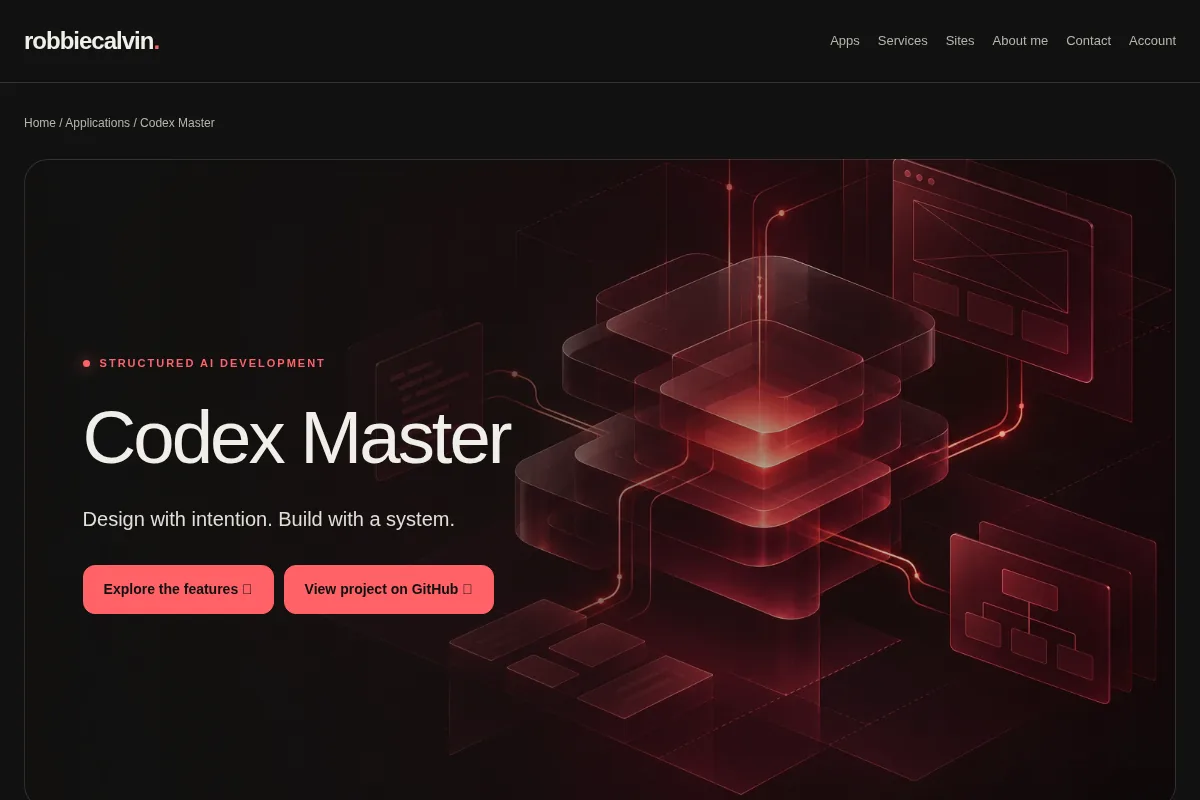 robbiecalvin.
Apps Services Sites About me Contact Account
Home / Applications / Codex Master
STRUCTURED AI DEVELOPMENT
Codex Master
Design with intention. Build with a system.
Explore the features
View project on GitHub